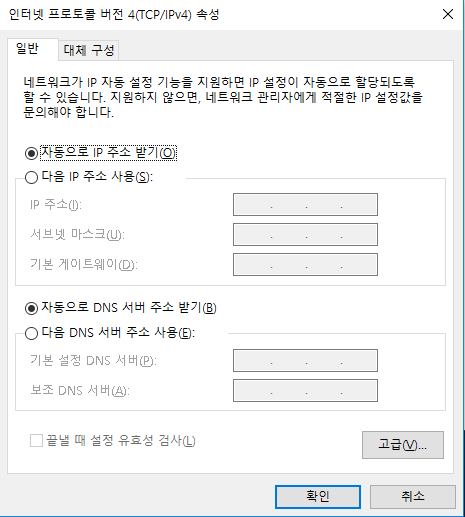 인터넷 프로토콜 버전 4(TCP/IPv4) 속성
일반
대체 구성
네트워크가 IP 자동 설정 기능을 지원하면 IP 설정이 자동으로 할당되도록
할 수 있습니다. 지원하지 않으면, 네트워크 관리자에게 적절한 IP 설정값을
문의해야 합니다.
자동으로 IP 주소 받기(O)
다음 IP 주소 사용(S):
IP 주소(I):
서브넷 마스크(U):
기본 게이트웨이(D):
자동으로 DNS 서버 주소 받기(B)
다음 DNS 서버 주소 사용(E):
기본 설정 DNS 서버(P):
보조 DNS 서버(A):
끝낼 때 설정 유효성 검사(L)
고급(V)...
확인
취소